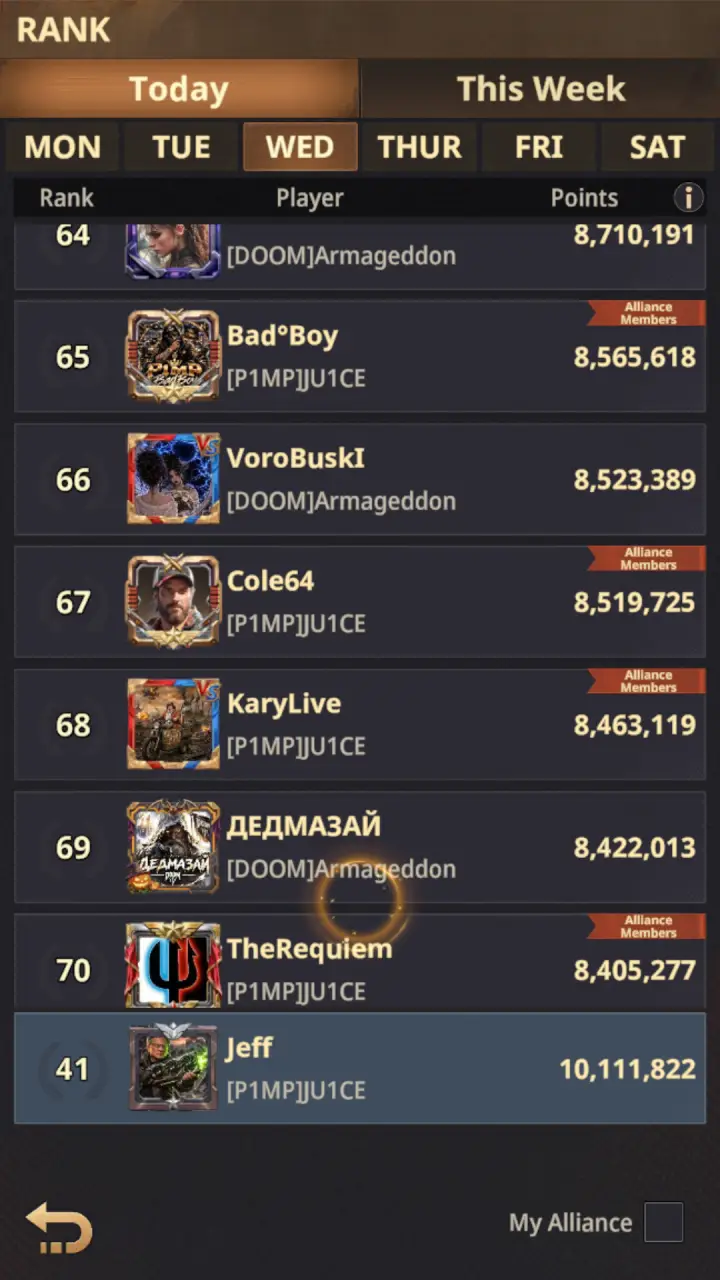 RANK
Today
This Week
MON
TUE
WED
THUR
FRI
SAT
Rank
Player
Points
64
[DOOM]Armageddon
8,710,191
65
Bad°Boy
[P1MP]JU1CE
Alliance
Members
8,565,618
66
VoroBuskI
[DOOM]Armageddon
8,523,389
67
Cole64
[P1MP]JU1CE
Alliance
Members
8,519,725
68
KaryLive
[P1MP]JU1CE
Alliance
Members
8,463,119
69
ДЕДМАЗАЙ
ДЕДМАЗАЙ
[DOOM]Armageddon
8,422,013
70
TheRequiem
[P1MP]JU1CE
Alliance
Members
8,405,277
41
Jeff
[P1MP]JU1CE
10,111,822
My Alliance